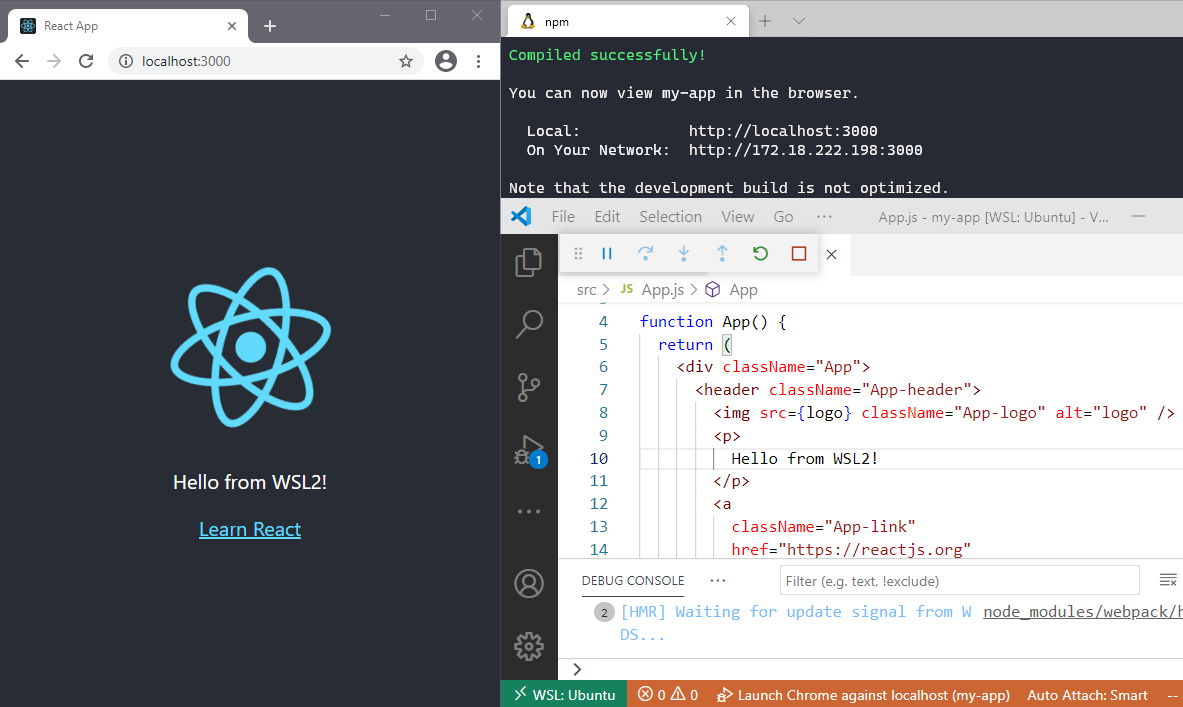 React App
localhost:3000
Hello from WSL2!
Learn React
npm
Compiled successfully!
You can now view my-app in the browser.
Local: http://localhost:3000
On Your Network: http://172.18.222.198:3000
Note that the development build is not optimized.
File Edit Selection View Go ··· App.js - my-app [WSL: Ubuntu] - V...
src > JS App.js > App
4 function App() {
5 return (
6 <div className="App">
7 <header className="App-header">
8 <img src={logo} className="App-logo" alt="logo" />
9 <p>
10 Hello from WSL2!
11 </p>
12 <a
13 className="App-link"
14 href="https://reactjs.org"
1
DEBUG CONSOLE ··· Filter (e.g. text, !exclude)
2 [HMR] Waiting for update signal from W node_modules/webpack/h
DS...
>
WSL: Ubuntu 0 0 Launch Chrome against localhost (my-app) Auto Attach: Smart --